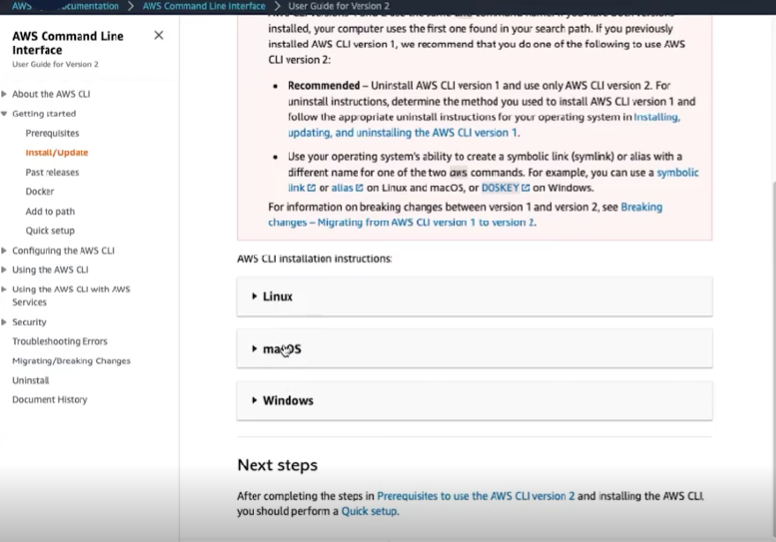 AWS
cumentation
AWS Command Line Interface
User Guide for Version 2
AWS Command Line
Interface
User Guide for Version 2
About the AWS CLI
Getting started
Prerequisites
Install/Update
Past releases
Docker
Add to path
Quick setup
Configuring the AWS CLI
Using the AWS CLI
Using the AWS CLI with AWS
Services
Security
Troubleshooting Errors
Migrating/Breaking Changes
Uninstall
Document History
installed, your computer uses the first one found in your search path. If you previously
installed AWS CLI version 1, we recommend that you do one of the following to use AWS
CLI version 2:
• Recommended – Uninstall AWS CLI version 1 and use only AWS CLI version 2. For
uninstall instructions, determine the method you used to install AWS CLI version 1 and
follow the appropriate uninstall instructions for your operating system in Installing,
updating, and uninstalling the AWS CLI version 1.
• Use your operating system's ability to create a symbolic link (symlink) or alias with a
different name for one of the two aws commands. For example, you can use a symbolic
link or alias on Linux and macOS, or DOSKEY on Windows.
For information on breaking changes between version 1 and version 2, see Breaking
changes – Migrating from AWS CLI version 1 to version 2.
AWS CLI installation instructions:
Linux
macOS
Windows
Next steps
After completing the steps in Prerequisites to use the AWS CLI version 2 and installing the AWS CLI,
you should perform a Quick setup.